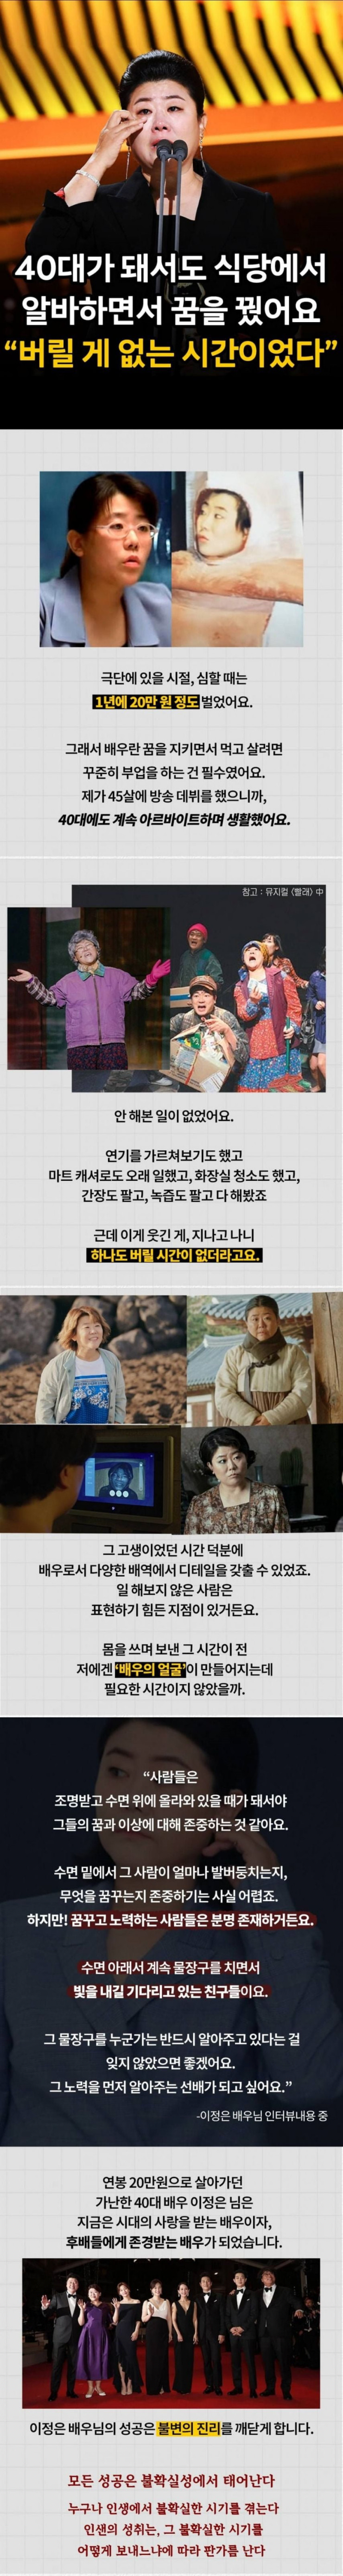 40대가 돼서도 식당에서
알바하면서 꿈을 꿨어요
“버릴 게 없는 시간이었다”
극단에 있을 시절, 심할 때는
1년에 20만 원 정도 벌었어요.
그래서 배우란 꿈을 지키면서 먹고 살려면
꾸준히 부업을 하는 건 필수였어요.
제가 45살에 방송 데뷔를 했으니까,
40대에도 계속 아르바이트하며 생활했어요.
참고 : 뮤지컬 <빨래> 中
안 해본 일이 없었어요.
연기를 가르쳐보기도 했고
마트 캐셔로도 오래 일했고, 화장실 청소도 했고,
간장도 팔고, 녹즙도 팔고 다 해봤죠
근데 이게 웃긴 게, 지나고 나니
하나도 버릴 시간이 없더라고요.
그 고생이었던 시간 덕분에
배우로서 다양한 배역에서 디테일을 갖출 수 있었죠.
일 해보지 않은 사람은
표현하기 힘든 지점이 있거든요.
몸을 쓰며 보낸 그 시간이 전
저에겐 ‘배우의 얼굴’이 만들어지는데
필요한 시간이지 않았을까.
“사람들은
조명받고 수면 위에 올라와 있을 때가 돼서야
그들의 꿈과 이상에 대해 존중하는 것 같아요.
수면 밑에서 그 사람이 얼마나 발버둥치는지,
무엇을 꿈꾸는지 존중하기는 사실 어렵죠.
하지만! 꿈꾸고 노력하는 사람들은 분명 존재하거든요.
수면 아래서 계속 물장구를 치면서
빛을 내길 기다리고 있는 친구들이요.
그 물장구를 누군가는 반드시 알아주고 있다는 걸
잊지 않았으면 좋겠어요.
그 노력을 먼저 알아주는 선배가 되고 싶어요.”
-이정은 배우님 인터뷰내용 중
연봉 20만원으로 살아가던
가난한 40대 배우 이정은 님은
지금은 시대의 사랑을 받는 배우이자,
후배들에게 존경받는 배우가 되었습니다.
이정은 배우님의 성공은 불변의 진리를 깨닫게 합니다.
모든 성공은 불확실성에서 태어난다
누구나 인생에서 불확실한 시기를 겪는다
인샌의 성취는, 그 불확실한 시기를
어떻게 보내느냐에 따라 판가름 난다